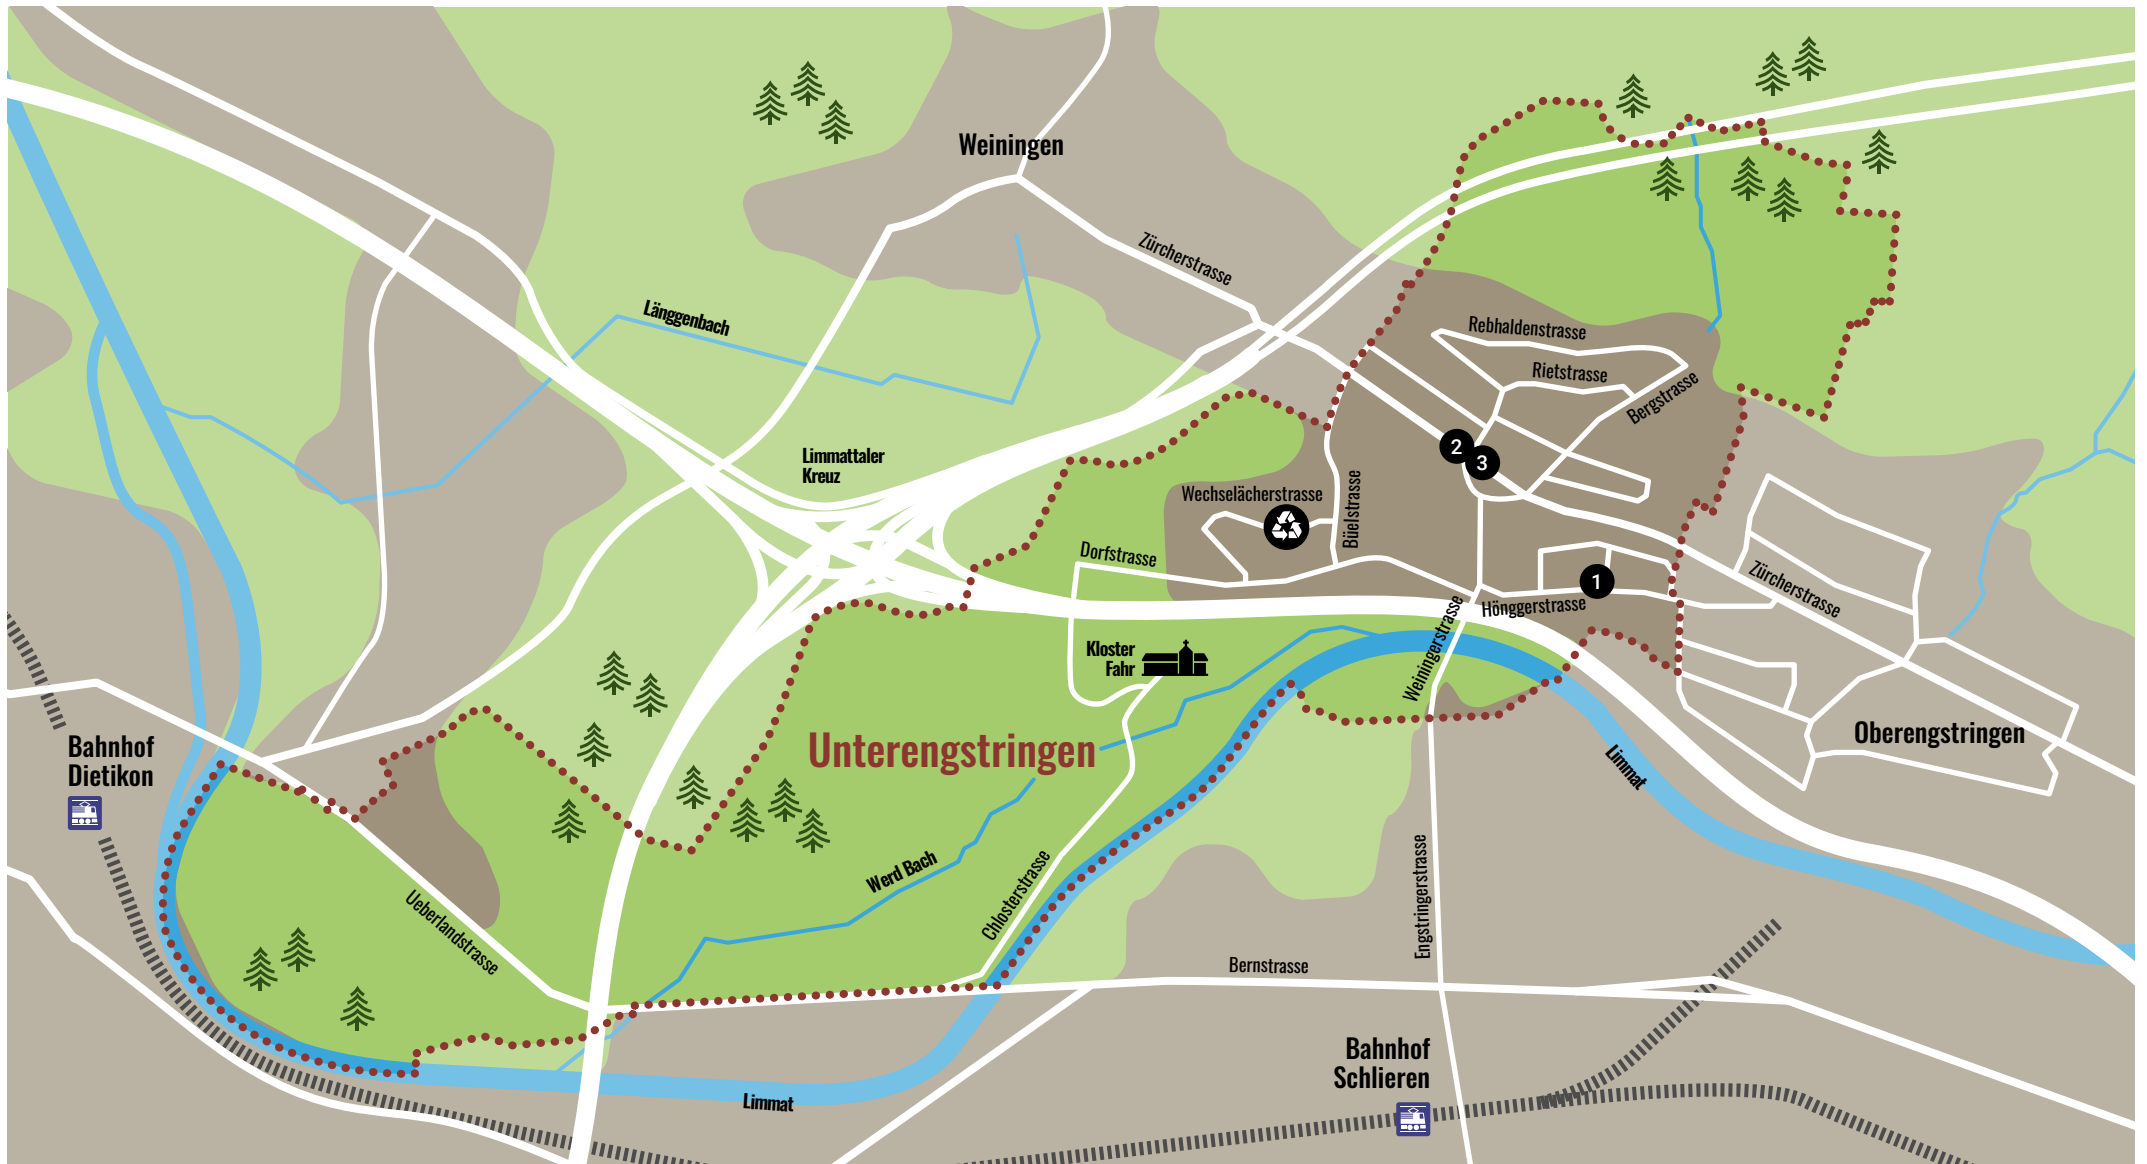 Weiningen
Zürcherstrasse
Länggenbach
Rebhaldenstrasse
Rietstrasse
Bergstrasse
Limmattaler
Kreuz
2
3
Wechselächerstrasse
Büelstrasse
Dorfstrasse
1
Zürcherstrasse
Hönggerstrasse
Weiningerstrasse
Kloster
Fahr
Unterengstringen
Oberengstringen
Bahnhof
Dietikon
Limmat
Werd Bach
Chlosterstrasse
Engstringerstrasse
Ueberlandstrasse
Bernstrasse
Bahnhof
Schlieren
Limmat